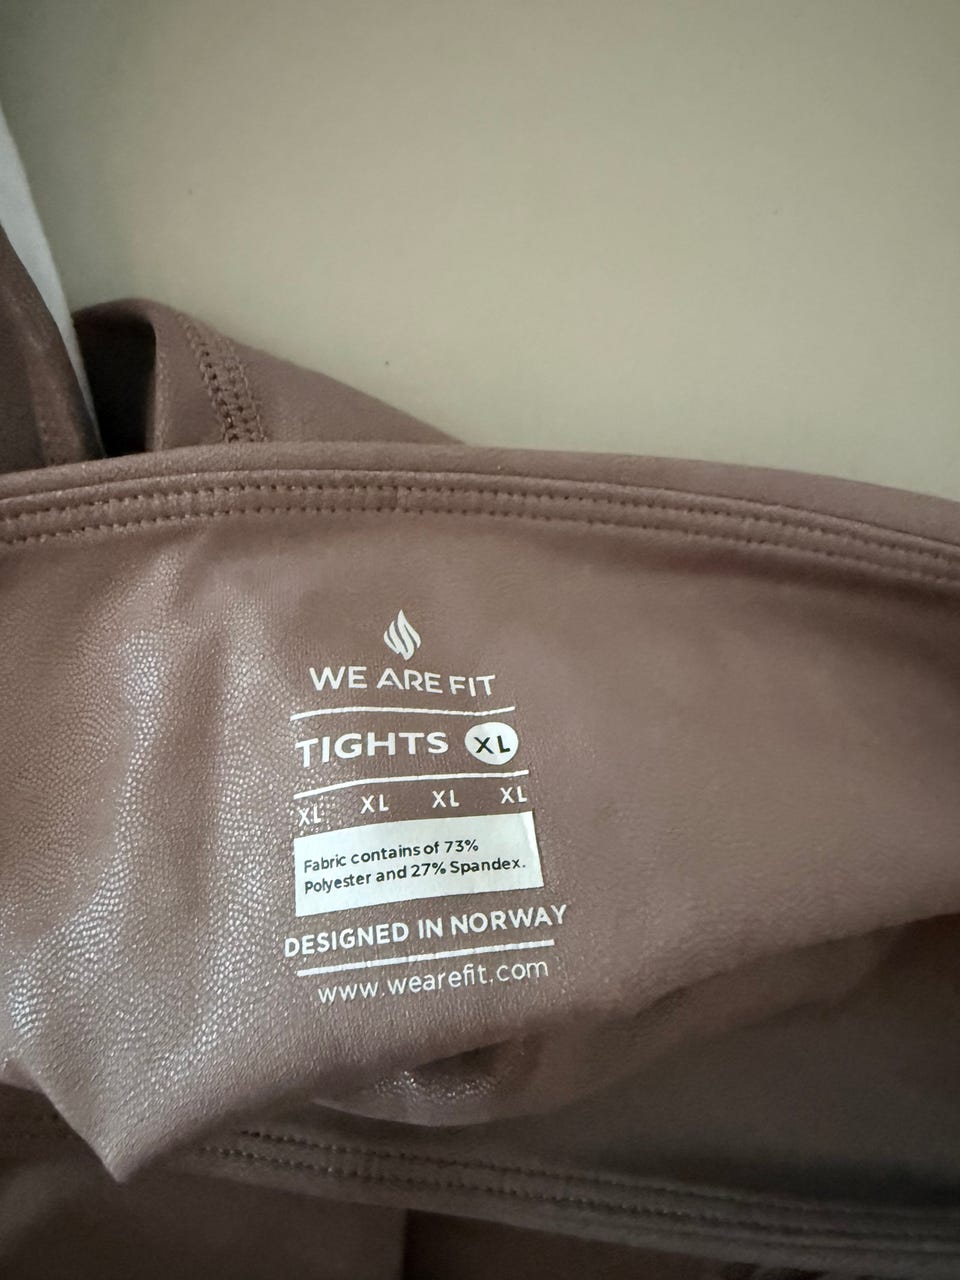 WE ARE FIT
TIGHTS XL
XL XL XL XL
Fabric contains of 73%
Polyester and 27% Spandex.
DESIGNED IN NORWAY
www.wearefit.com